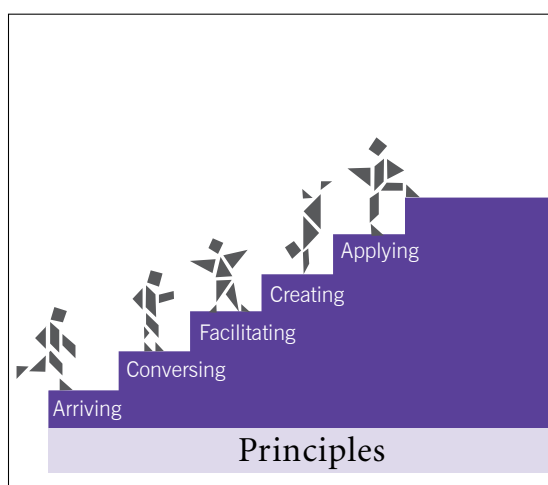 Applying
Creating
Facilitating
Conversing
Arriving
Principles